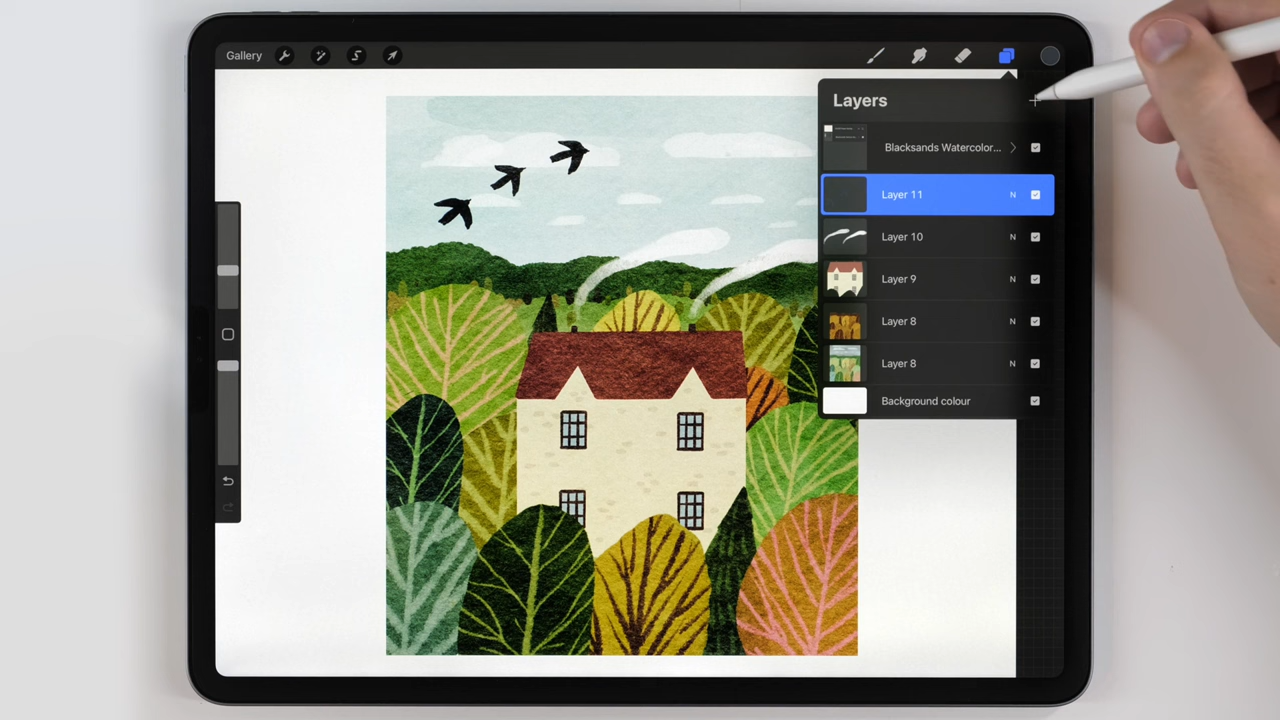 Gallery
Layers
Blacksands Watercolor...
Layer 11 N
Layer 10 N
Layer 9 N
Layer 8 N
Layer 8 N
Background colour